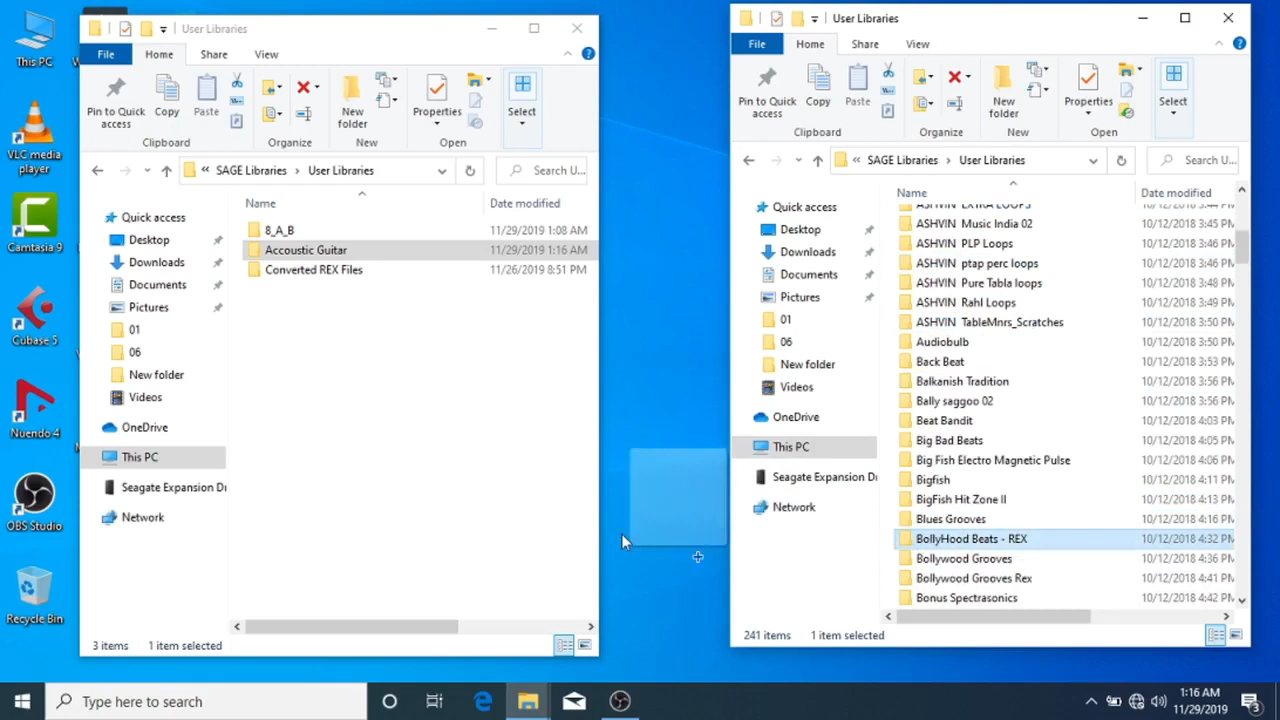 This PC
VLC media
player
Camtasia 9
Cubase 5
Nuendo 4
OBS Studio
Recycle Bin
User Libraries
File
Home
Share
View
Pin to Quick
access
Copy
Paste
New
folder
Properties
Select
Clipboard
Organize
New
Open
« SAGE Libraries › User Libraries
Search U...
Quick access
Desktop
Downloads
Documents
Pictures
01
06
New folder
Videos
OneDrive
This PC
Seagate Expansion Dr
Network
Name Date modified
8_A_B 11/29/2019 1:08 AM
Accoustic Guitar 11/29/2019 1:16 AM
Converted REX Files 11/26/2019 8:51 PM
3 items 1 item selected
User Libraries
File
Home
Share
View
Pin to Quick
access
Copy
Paste
New
folder
Properties
Select
Clipboard
Organize
New
Open
« SAGE Libraries › User Libraries
Search U...
Quick access
Desktop
Downloads
Documents
Pictures
01
06
New folder
Videos
OneDrive
This PC
Seagate Expansion Dr
Network
Name Date modified
ASHVIN EXTRA LOOPS 10/12/2018 3:44 PM
ASHVIN Music India 02 10/12/2018 3:45 PM
ASHVIN PLP Loops 10/12/2018 3:46 PM
ASHVIN ptap perc loops 10/12/2018 3:46 PM
ASHVIN Pure Tabla loops 10/12/2018 3:48 PM
ASHVIN Rahl Loops 10/12/2018 3:49 PM
ASHVIN TableMnrs_Scratches 10/12/2018 3:50 PM
Audiobulb 10/12/2018 3:50 PM
Back Beat 10/12/2018 3:53 PM
Balkanish Tradition 10/12/2018 3:56 PM
Bally saggoo 02 10/12/2018 3:56 PM
Beat Bandit 10/12/2018 4:03 PM
Big Bad Beats 10/12/2018 4:05 PM
Big Fish Electro Magnetic Pulse 10/12/2018 4:06 PM
Bigfish 10/12/2018 4:11 PM
BigFish Hit Zone II 10/12/2018 4:13 PM
Blues Grooves 10/12/2018 4:16 PM
BollyHood Beats - REX 10/12/2018 4:32 PM
Bollywood Grooves 10/12/2018 4:36 PM
Bollywood Grooves Rex 10/12/2018 4:41 PM
Bonus Spectrasonics 10/12/2018 4:42 PM
241 items 1 item selected
Type here to search
1:16 AM
11/29/2019
3